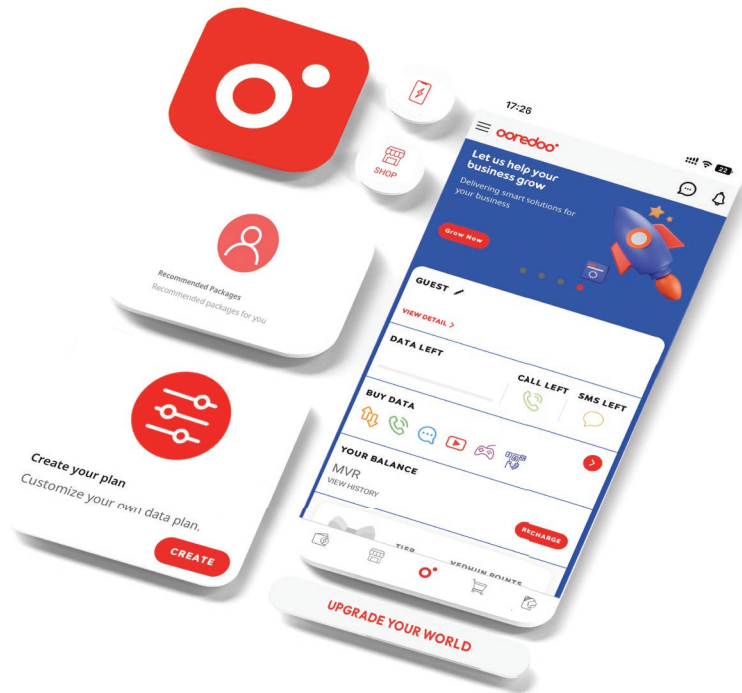 SHOP
Recommended Packages
Recommended packages for you
Create your plan
Customize your own data plan.
CREATE
17:26
22
ooredoo
Let us help your
business grow
Delivering smart solutions for
your business
Grow Now
GUEST
VIEW DETAIL >
DATA LEFT
CALL LEFT
SMS LEFT
BUY DATA
YOUR BALANCE
MVR
VIEW HISTORY
RECHARGE
TIER
UPGRADE YOUR WORLD